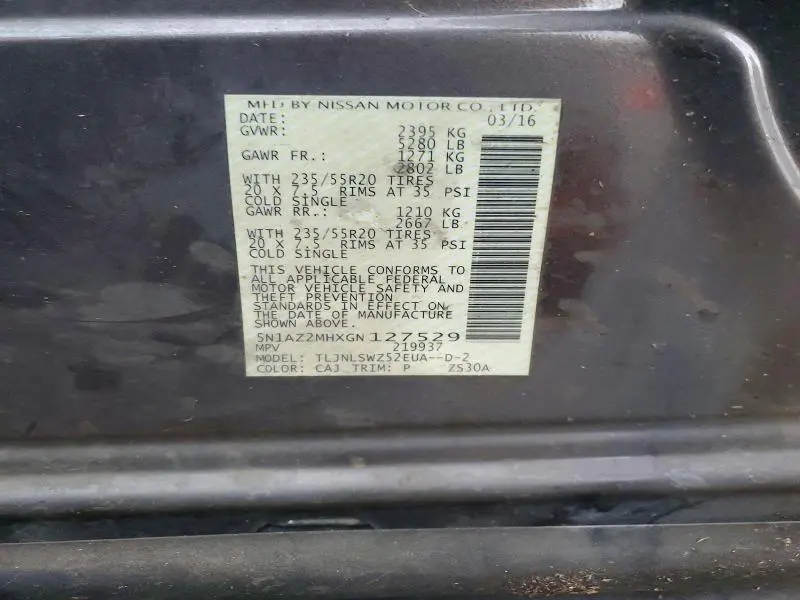 MFD BY NISSAN MOTOR CO., LTD.
DATE: 03/16
GVWR: 2395 KG
5280 LB
GAWR FR.: 1271 KG
2802 LB
WITH 235/55R20 TIRES
20 X 7.5 RIMS AT 35 PSI
COLD SINGLE
GAWR RR.: 1210 KG
2667 LB
WITH 235/55R20 TIRES
20 X 7.5 RIMS AT 35 PSI
COLD SINGLE
THIS VEHICLE CONFORMS TO
ALL APPLICABLE FEDERAL
MOTOR VEHICLE SAFETY AND
THEFT PREVENTION
STANDARDS IN EFFECT ON
THE DATE OF MANUFACTURE
SHOWN ABOVE.
5N1AZ2MHXGN 127529
MPV 219937
MODEL: TLJNLSWZ52EUA--D-2
COLOR: CAJ TRIM: P ZS30A